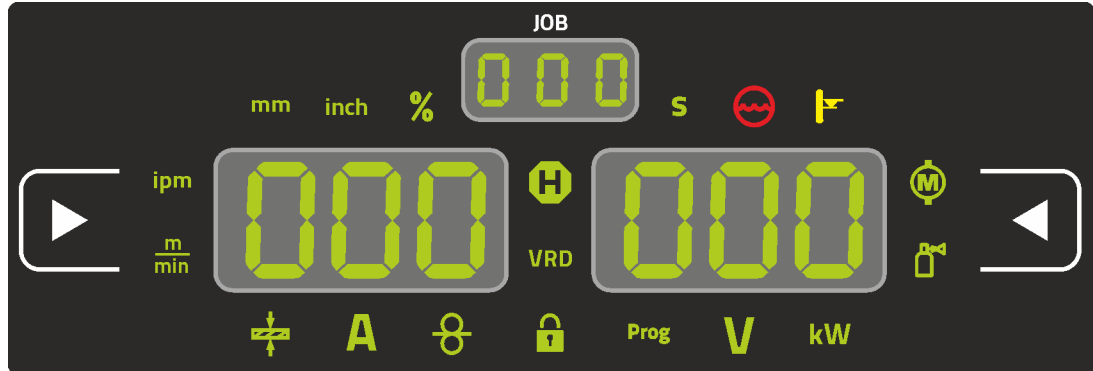 JOB
000
mm inch % S
ipm 000 H 000 M
m
min VRD
A Prog V kW